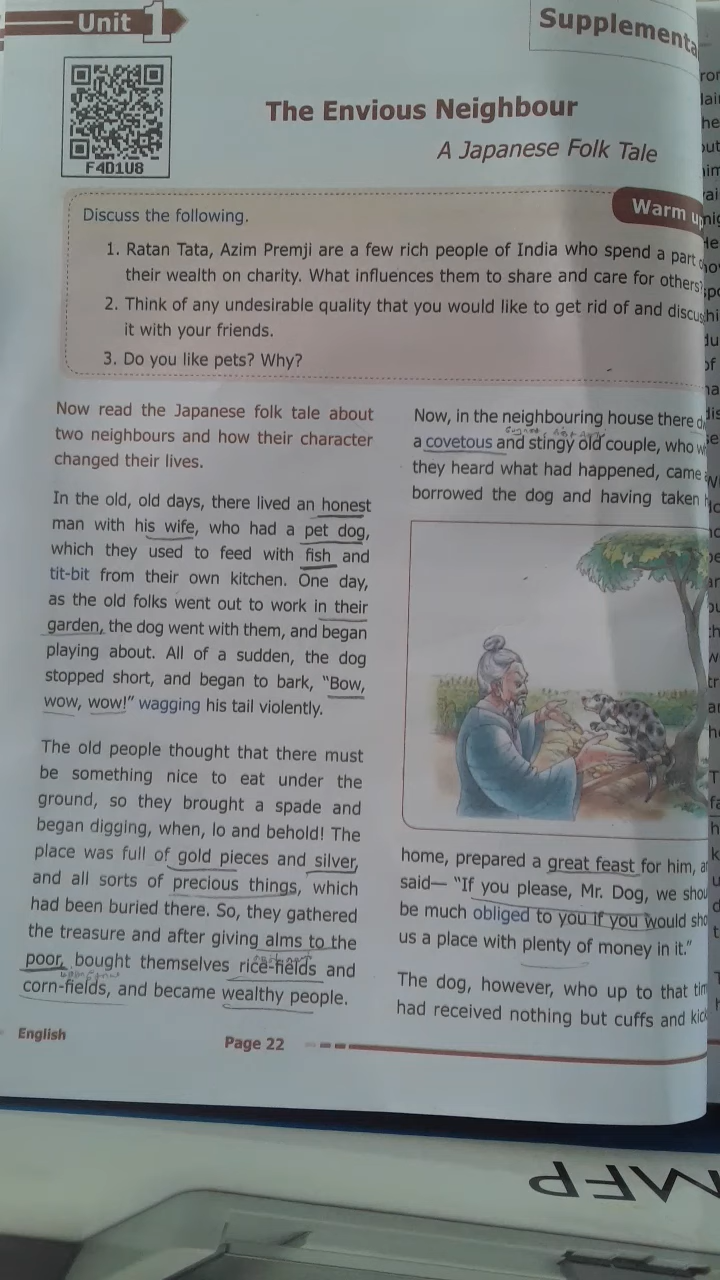 Unit 1
Supplementa
F4D1U8
The Envious Neighbour
A Japanese Folk Tale
Warm u
Discuss the following.
1. Ratan Tata, Azim Premji are a few rich people of India who spend a part
their wealth on charity. What influences them to share and care for others?
2. Think of any undesirable quality that you would like to get rid of and discus
it with your friends.
3. Do you like pets? Why?
Now read the Japanese folk tale about
two neighbours and how their character
changed their lives.
In the old, old days, there lived an honest
man with his wife, who had a pet dog,
which they used to feed with fish and
tit-bit from their own kitchen. One day,
as the old folks went out to work in their
garden, the dog went with them, and began
playing about. All of a sudden, the dog
stopped short, and began to bark, “Bow,
wow, wow!” wagging his tail violently.
The old people thought that there must
be something nice to eat under the
ground, so they brought a spade and
began digging, when, lo and behold! The
place was full of gold pieces and silver,
and all sorts of precious things, which
had been buried there. So, they gathered
the treasure and after giving alms to the
poor, bought themselves rice-fields and
corn-fields, and became wealthy people.
Now, in the neighbouring house there
a covetous and stingy old couple, who
they heard what had happened, came
borrowed the dog and having taken
home, prepared a great feast for him,
said— “If you please, Mr. Dog, we shou
be much obliged to you if you would sho
us a place with plenty of money in it.”
The dog, however, who up to that tim
had received nothing but cuffs and kick
English
Page 22
MFP